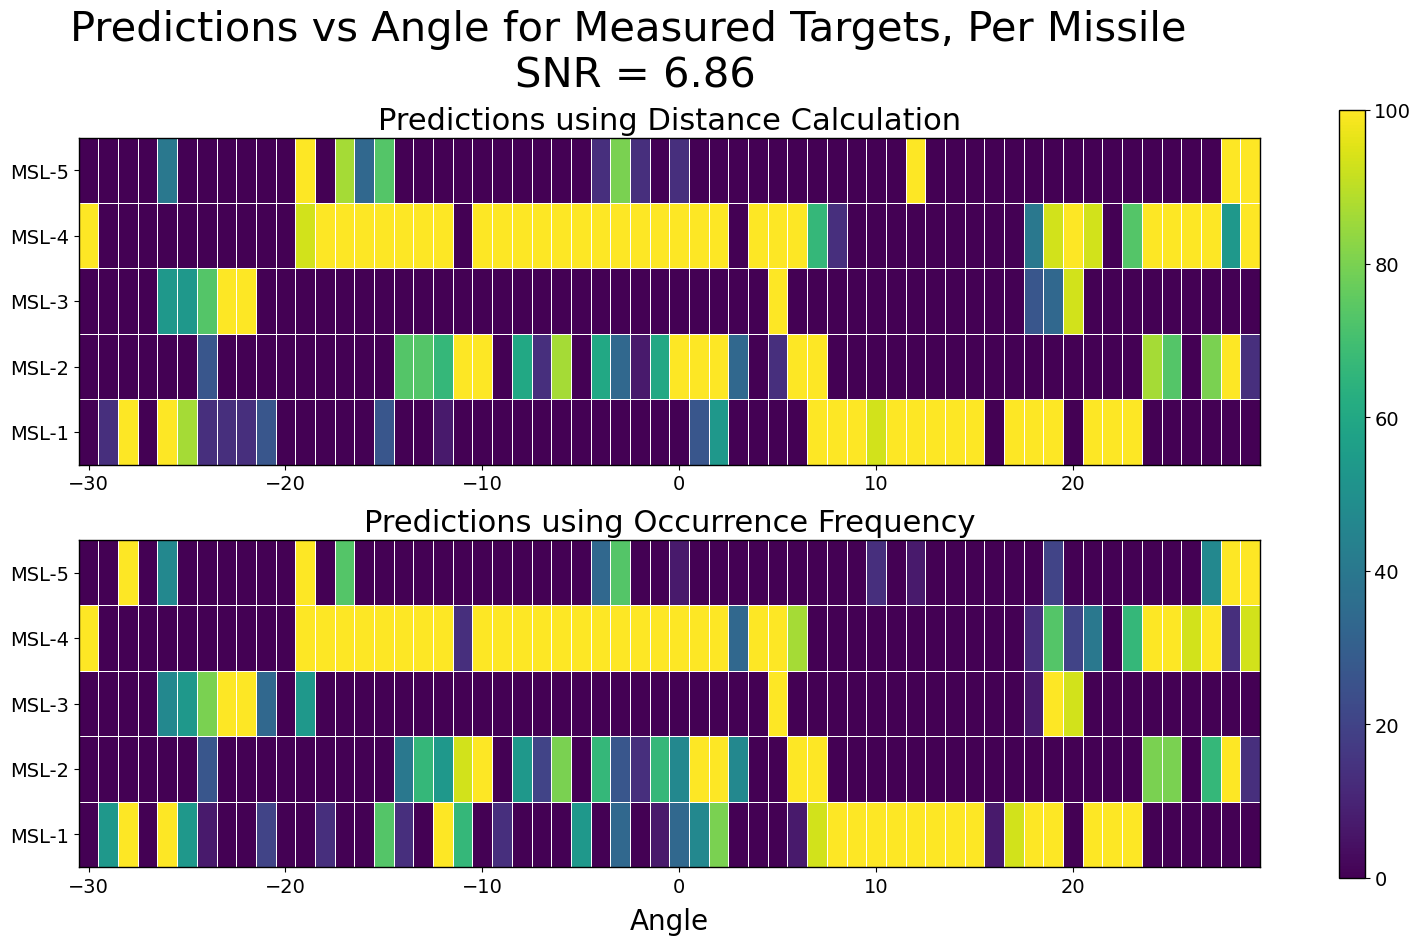 Predictions vs Angle for Measured Targets, Per Missile
SNR = 6.86
Predictions using Distance Calculation
MSL-5
MSL-4
MSL-3
MSL-2
MSL-1
−30 −20 −10 0 10 20
Predictions using Occurrence Frequency
MSL-5
MSL-4
MSL-3
MSL-2
MSL-1
−30 −20 −10 0 10 20
Angle
100
80
60
40
20
0